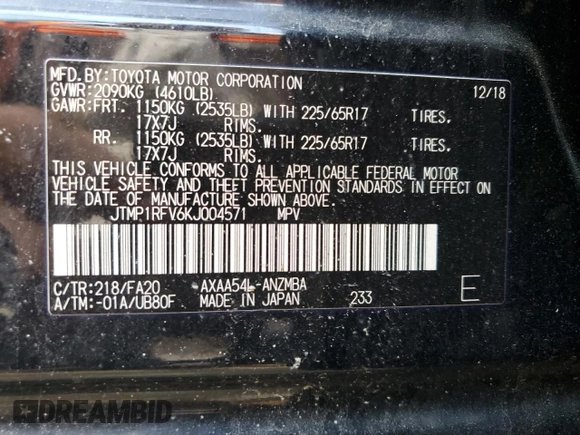 MFD. BY: TOYOTA MOTOR CORPORATION 12/18
GVWR: 2090KG (4610LB)
GAWR: FRT. 1150KG (2535LB) WITH 225/65R17 TIRES.
17X7J RIMS.
RR. 1150KG (2535LB) WITH 225/65R17 TIRES.
17X7J RIMS.
THIS VEHICLE CONFORMS TO ALL APPLICABLE FEDERAL MOTOR
VEHICLE SAFETY AND THEFT PREVENTION STANDARDS IN EFFECT ON
THE DATE OF MANUFACTURE SHOWN ABOVE.
JTMP1RFV6KJ004571 MPV
C/TR: 218/FA20 AXAA54L-ANZMBA
A/TM: -01A/UB80F MADE IN JAPAN 233 E
DREAMBID